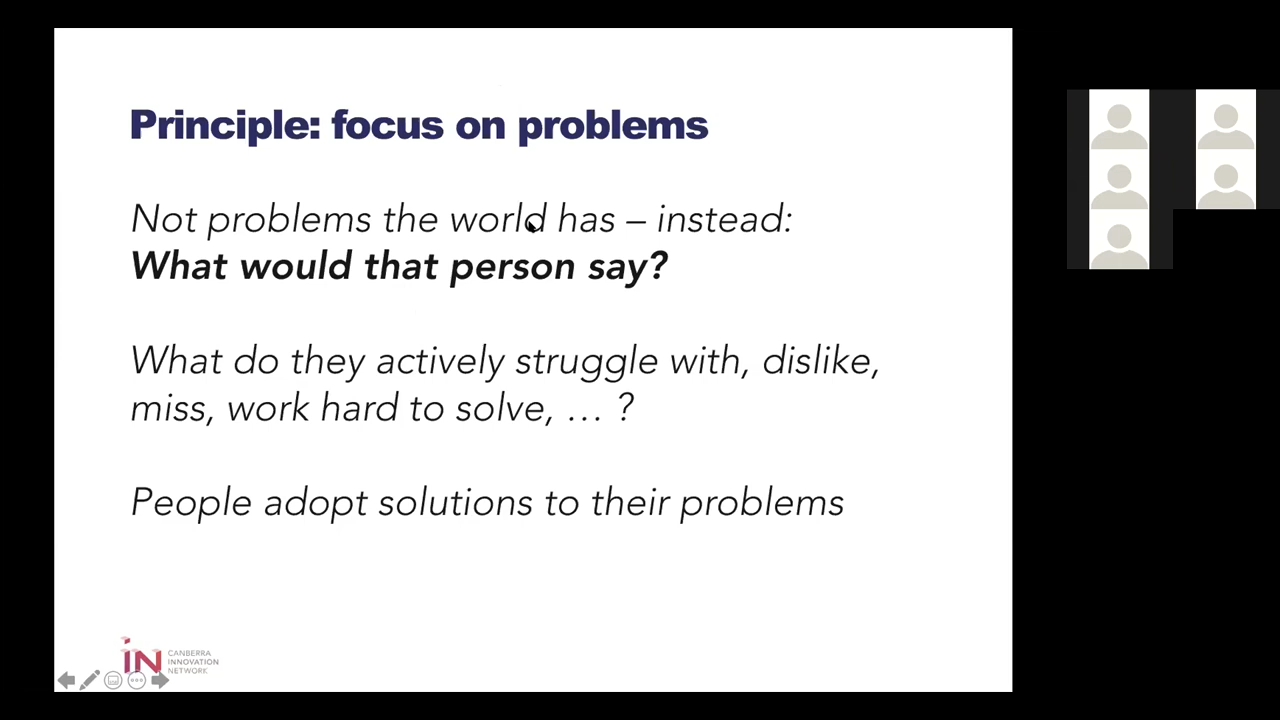 Principle: focus on problems
Not problems the world has – instead:
What would that person say?
What do they actively struggle with, dislike,
miss, work hard to solve, … ?
People adopt solutions to their problems
IN
CANBERRA
INNOVATION
NETWORK